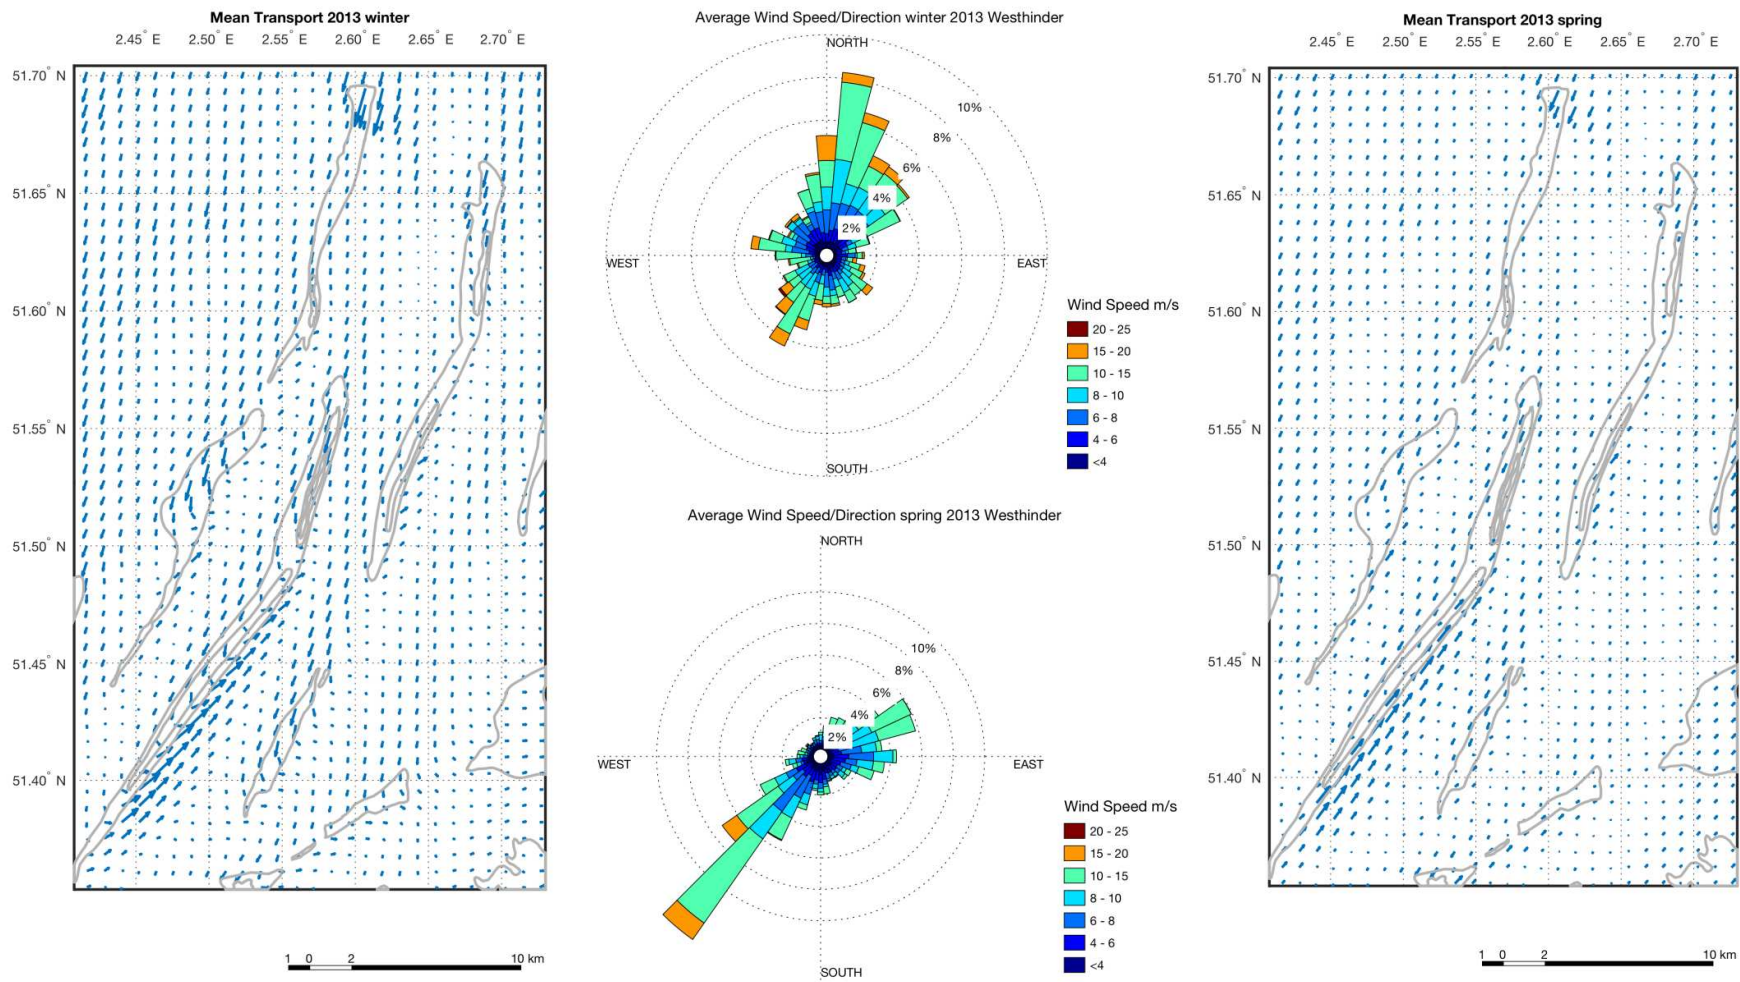 Mean Transport 2013 winter
2.45° E 2.50° E 2.55° E 2.60° E 2.65° E 2.70° E
51.70° N
51.65° N
51.60° N
51.55° N
51.50° N
51.45° N
51.40° N
1 0 2 10 km
Average Wind Speed/Direction winter 2013 Westhinder
NORTH
10%
8%
6%
4%
2%
WEST
EAST
SOUTH
Wind Speed m/s
20 - 25
15 - 20
10 - 15
8 - 10
6 - 8
4 - 6
<4
Average Wind Speed/Direction spring 2013 Westhinder
NORTH
10%
8%
6%
4%
2%
WEST
EAST
SOUTH
Wind Speed m/s
20 - 25
15 - 20
10 - 15
8 - 10
6 - 8
4 - 6
<4
Mean Transport 2013 spring
2.45° E 2.50° E 2.55° E 2.60° E 2.65° E 2.70° E
51.70° N
51.65° N
51.60° N
51.55° N
51.50° N
51.45° N
51.40° N
1 0 2 10 km